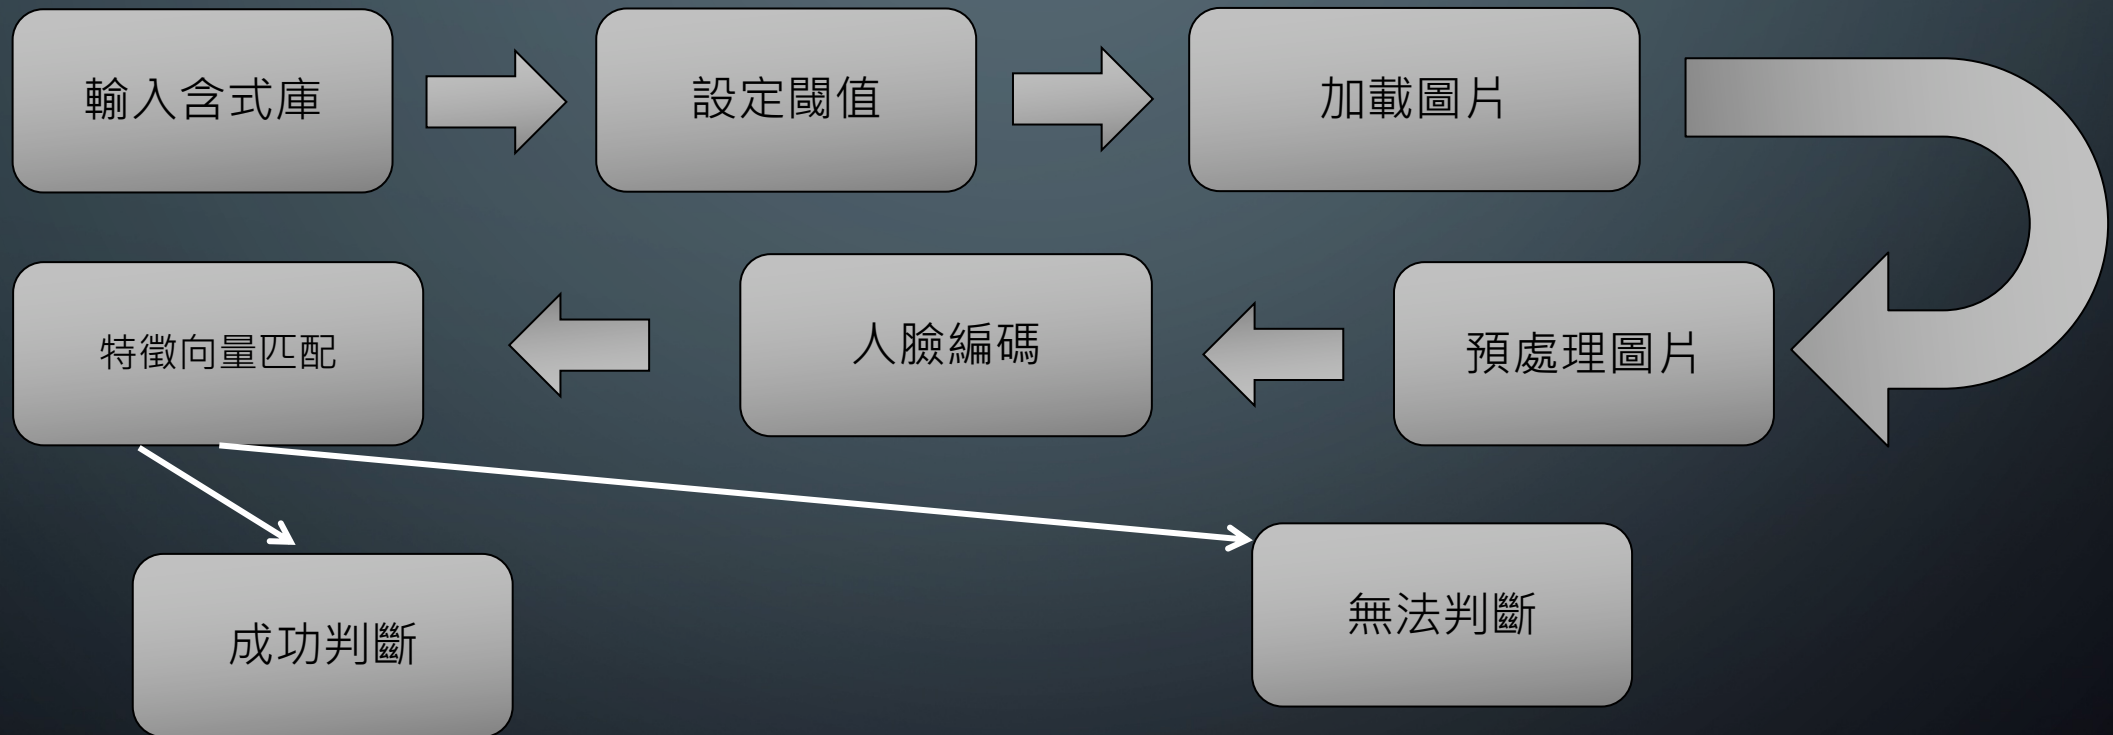 輸入含式庫
設定閾值
加載圖片
預處理圖片
人臉編碼
特徵向量匹配
成功判斷
無法判斷